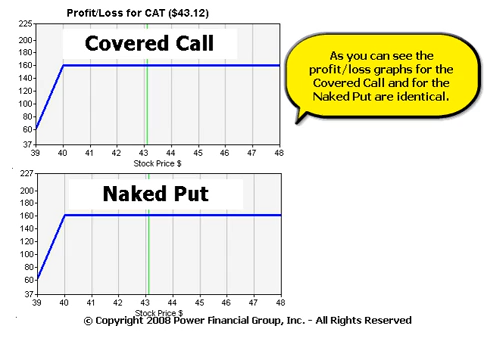 Profit/Loss for CAT ($43.12)
225
200
180
160
140
120
100
80
60
37
Covered Call
39 40 41 42 43 44 45 46 47 48
Stock Price $
As you can see the
profit/loss graphs for the
Covered Call and for the
Naked Put are identical.
227
200
180
160
140
120
100
80
60
37
Naked Put
39 40 41 42 43 44 45 46 47 48
Stock Price $
© Copyright 2008 Power Financial Group, Inc. - All Rights Reserved